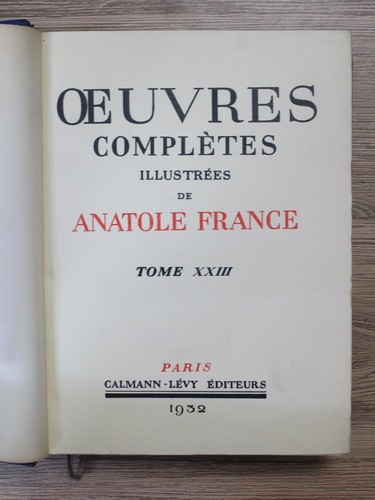 ŒUVRES
COMPLÈTES
ILLUSTRÉES
DE
ANATOLE FRANCE
TOME XXIII
PARIS
CALMANN-LÉVY ÉDITEURS
1932